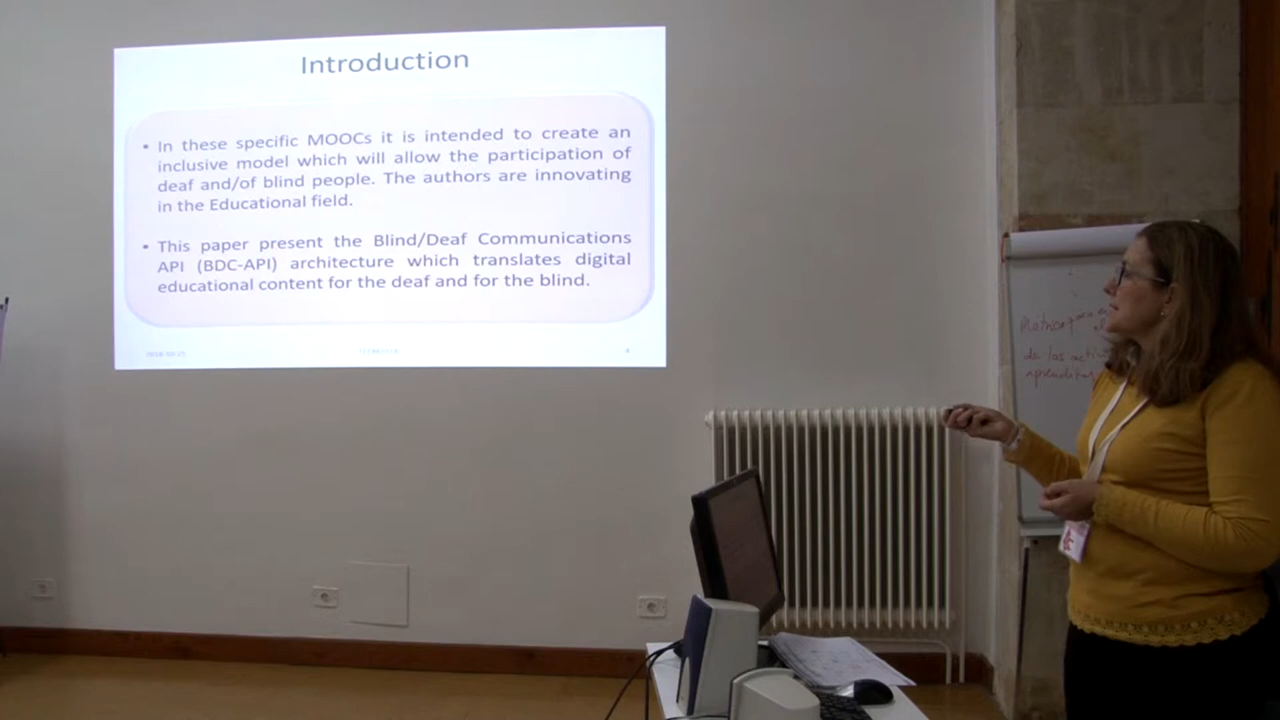 Introduction
• In these specific MOOCs it is intended to create an
inclusive model which will allow the participation of
deaf and/of blind people. The authors are innovating
in the Educational field.
• This paper present the Blind/Deaf Communications
API (BDC-API) architecture which translates digital
educational content for the deaf and for the blind.
de las